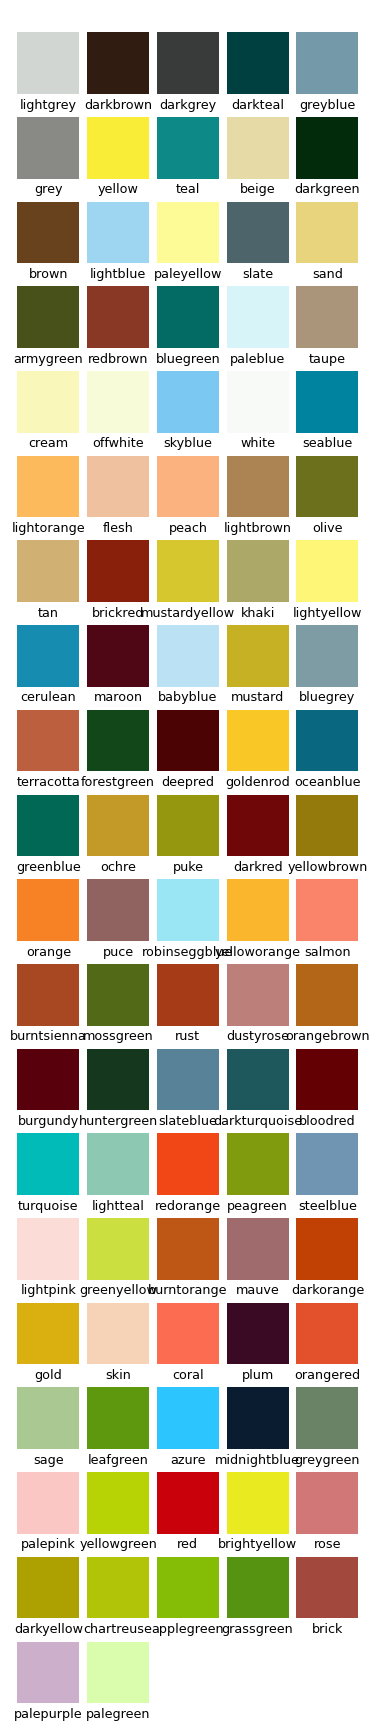 lightgrey darkbrown darkgrey darkteal greyblue
grey yellow teal beige darkgreen
brown lightblue paleyellow slate sand
armygreen redbrown bluegreen paleblue taupe
cream offwhite skyblue white seablue
lightorange flesh peach lightbrown olive
tan brickred mustardyellow khaki lightyellow
cerulean maroon babyblue mustard bluegrey
terracotta forestgreen deepred goldenrod oceanblue
greenblue ochre puke darkred yellowbrown
orange puce robinseggblue yelloworange salmon
burntsienna mossgreen rust dustyrose orangebrown
burgundy huntergreen slateblue darkturquoise bloodred
turquoise lightteal redorange peagreen steelblue
lightpink greenyellow burntorange mauve darkorange
gold skin coral plum orangered
sage leafgreen azure midnightblue greygreen
palepink yellowgreen red brightyellow rose
darkyellow chartreuse applegreen grassgreen brick
palepurple palegreen